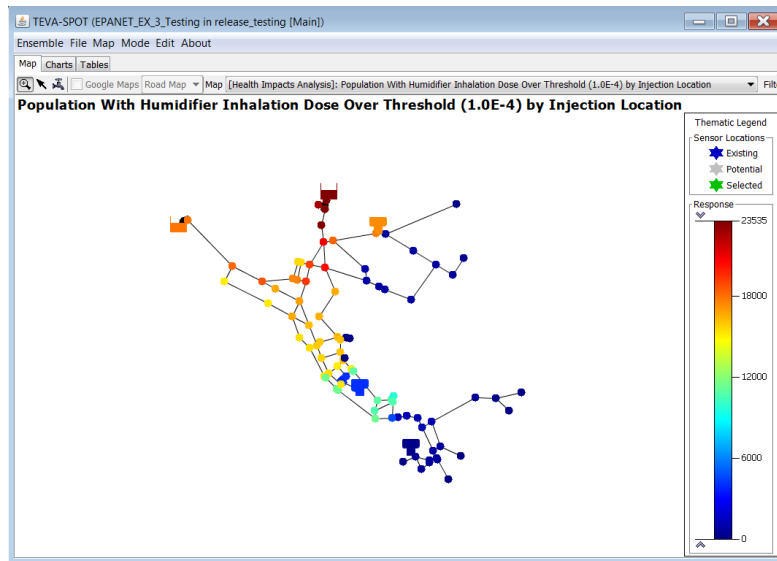 TEVA-SPOT (EPANET_EX_3_Testing in release_testing [Main])
Ensemble File Map Mode Edit About
Map Charts Tables
Google Maps Road Map Map [Health Impacts Analysis]: Population With Humidifier Inhalation Dose Over Threshold (1.0E-4) by Injection Location Filt
Population With Humidifier Inhalation Dose Over Threshold (1.0E-4) by Injection Location
Thematic Legend
Sensor Locations
Existing
Potential
Selected
Response
23535
18000
12000
6000
0